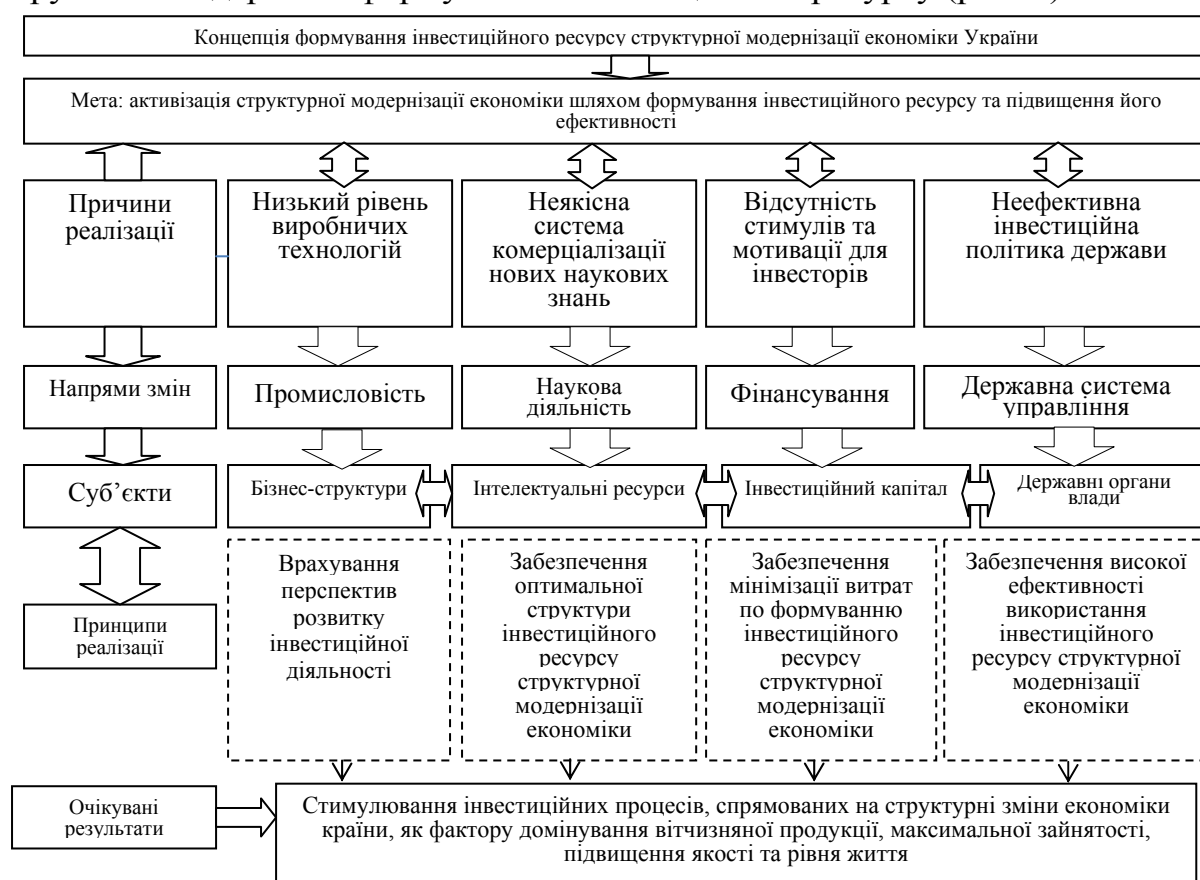 Концепція формування інвестиційного ресурсу структурної модернізації економіки України
Мета: активізація структурної модернізації економіки шляхом формування інвестиційного ресурсу та підвищення його
ефективності
Причини
реалізації
Низький рівень
виробничих
технологій
Неякісна
система
комерціалізації
нових наукових
знань
Відсутність
стимулів та
мотивації для
інвесторів
Неефективна
інвестиційна
політика держави
Напрями змін
Промисловість
Наукова
діяльність
Фінансування
Державна система
управління
Суб’єкти
Бізнес-структури
Інтелектуальні ресурси
Інвестиційний капітал
Державні органи
влади
Принципи
реалізації
Врахування
перспектив
розвитку
інвестиційної
діяльності
Забезпечення
оптимальної
структури
інвестиційного
ресурсу
структурної
модернізації
економіки
Забезпечення
мінімізації витрат
по формуванню
інвестиційного
ресурсу
структурної
модернізації
економіки
Забезпечення високої
ефективності
використання
інвестиційного
ресурсу структурної
модернізації
економіки
Очікувані
результати
Стимулювання інвестиційних процесів, спрямованих на структурні зміни економіки
країни, як фактору домінування вітчизняної продукції, максимальної зайнятості,
підвищення якості та рівня життя